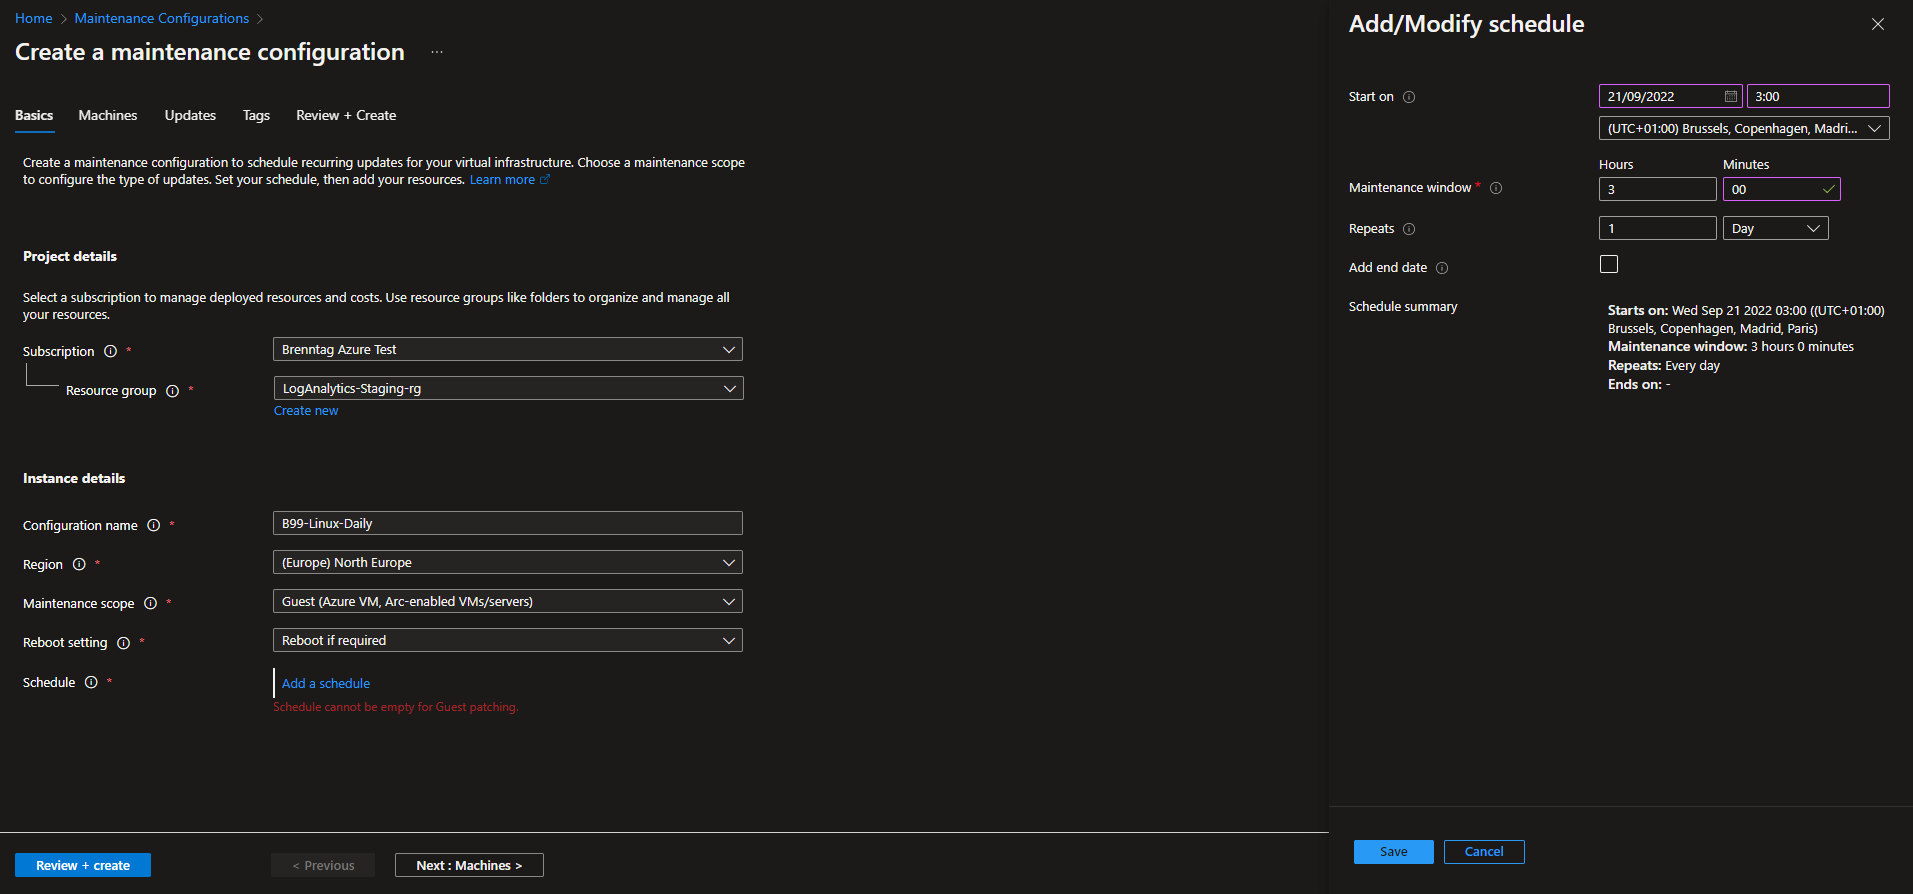 Home > Maintenance Configurations >
Create a maintenance configuration ...
Basics Machines Updates Tags Review + Create
Create a maintenance configuration to schedule recurring updates for your virtual infrastructure. Choose a maintenance scope
to configure the type of updates. Set your schedule, then add your resources. Learn more
Project details
Select a subscription to manage deployed resources and costs. Use resource groups like folders to organize and manage all
your resources.
Subscription * Brenntag Azure Test
Resource group * LogAnalytics-Staging-rg
Create new
Instance details
Configuration name * B99-Linux-Daily
Region * (Europe) North Europe
Maintenance scope * Guest (Azure VM, Arc-enabled VMs/servers)
Reboot setting * Reboot if required
Schedule * Add a schedule
Schedule cannot be empty for Guest patching.
Review + create < Previous Next : Machines >
Add/Modify schedule
Start on 21/09/2022 3:00
(UTC+01:00) Brussels, Copenhagen, Madri...
Hours Minutes
Maintenance window * 3 00
Repeats 1 Day
Add end date
Schedule summary
Starts on: Wed Sep 21 2022 03:00 ((UTC+01:00)
Brussels, Copenhagen, Madrid, Paris)
Maintenance window: 3 hours 0 minutes
Repeats: Every day
Ends on: -
Save Cancel